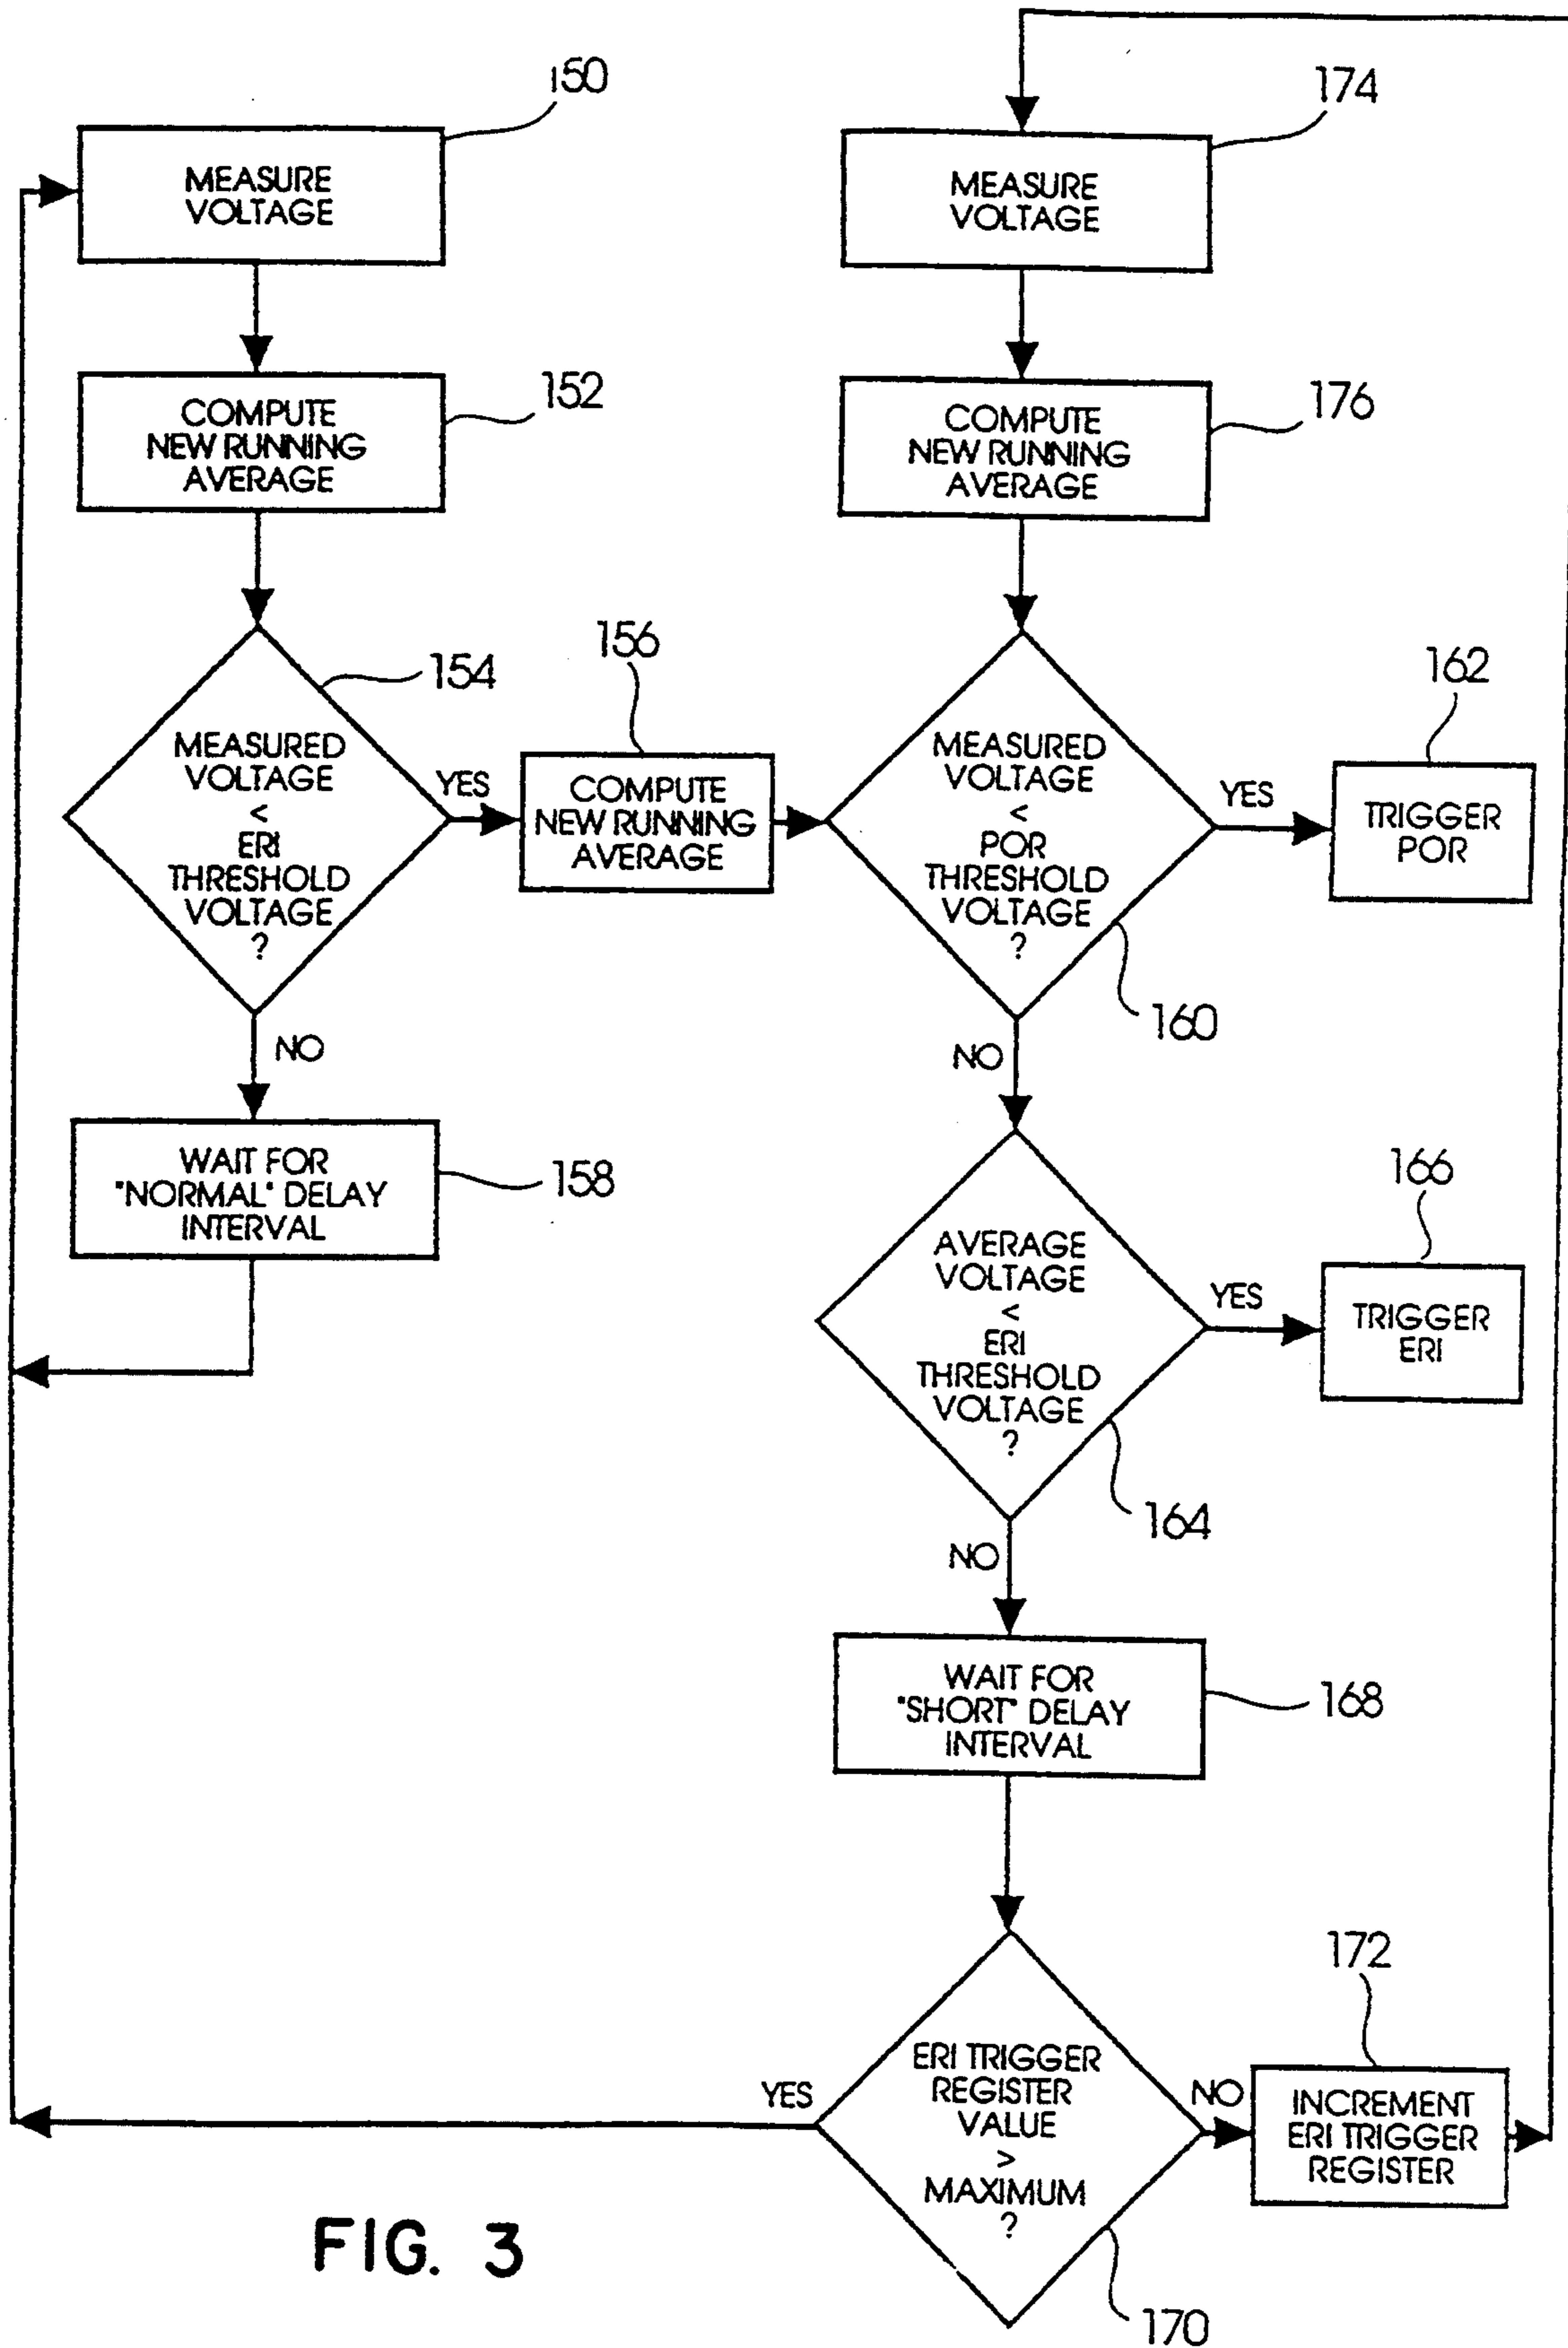 150
MEASURE
VOLTAGE
152
COMPUTE
NEW RUNNING
AVERAGE
154
MEASURED
VOLTAGE
<
ERI
THRESHOLD
VOLTAGE
?
YES
NO
156
COMPUTE
NEW RUNNING
AVERAGE
WAIT FOR
"NORMAL" DELAY
INTERVAL
158
174
MEASURE
VOLTAGE
176
COMPUTE
NEW RUNNING
AVERAGE
MEASURED
VOLTAGE
<
POR
THRESHOLD
VOLTAGE
?
160
YES
162
TRIGGER
POR
NO
AVERAGE
VOLTAGE
<
ERI
THRESHOLD
VOLTAGE
?
164
YES
166
TRIGGER
ERI
NO
WAIT FOR
"SHORT" DELAY
INTERVAL
168
ERI TRIGGER
REGISTER
VALUE
>
MAXIMUM
?
170
YES
NO
172
INCREMENT
ERI TRIGGER
REGISTER
FIG. 3